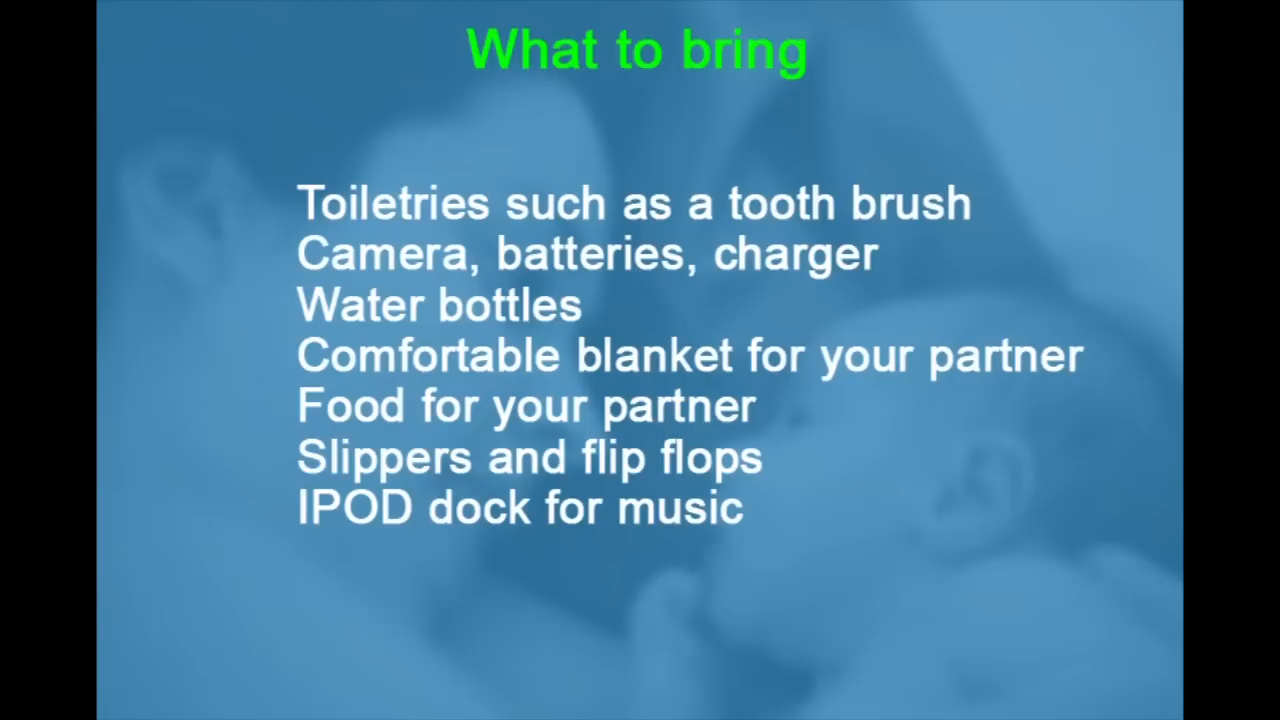 What to bring
Toiletries such as a tooth brush
Camera, batteries, charger
Water bottles
Comfortable blanket for your partner
Food for your partner
Slippers and flip flops
IPOD dock for music